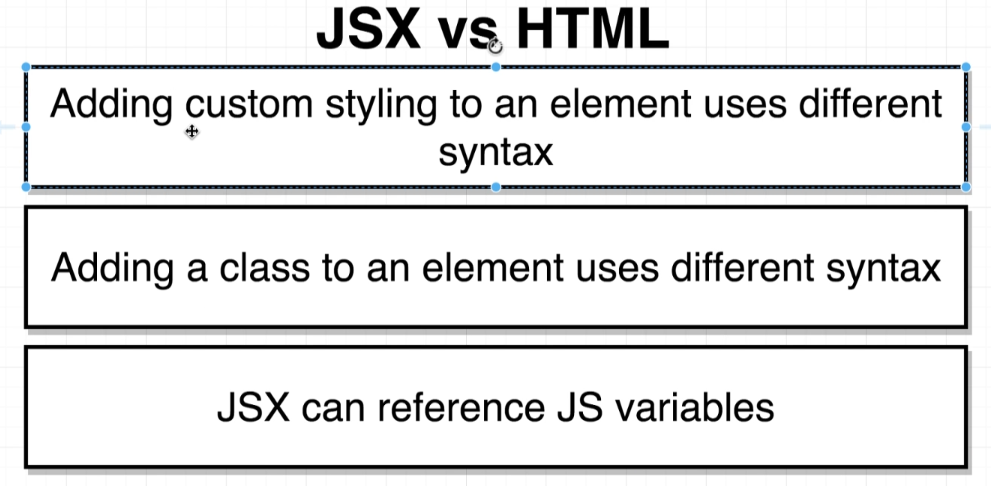 JSX vs HTML
Adding custom styling to an element uses different
syntax
Adding a class to an element uses different syntax
JSX can reference JS variables